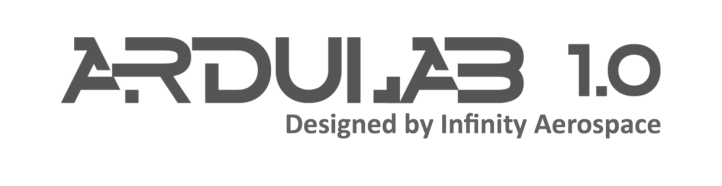 ARDULAB 1.0
Designed by Infinity Aerospace